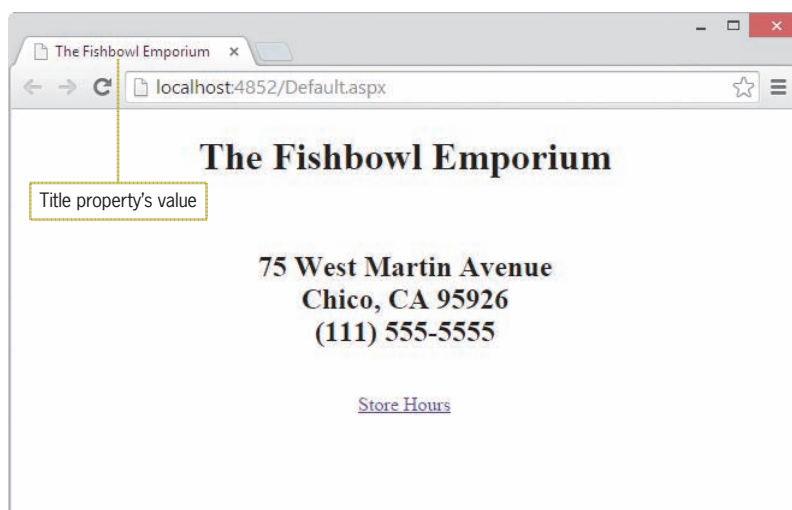 The Fishbowl Emporium
localhost:4852/Default.aspx
The Fishbowl Emporium
Title property's value
75 West Martin Avenue
Chico, CA 95926
(111) 555-5555
Store Hours